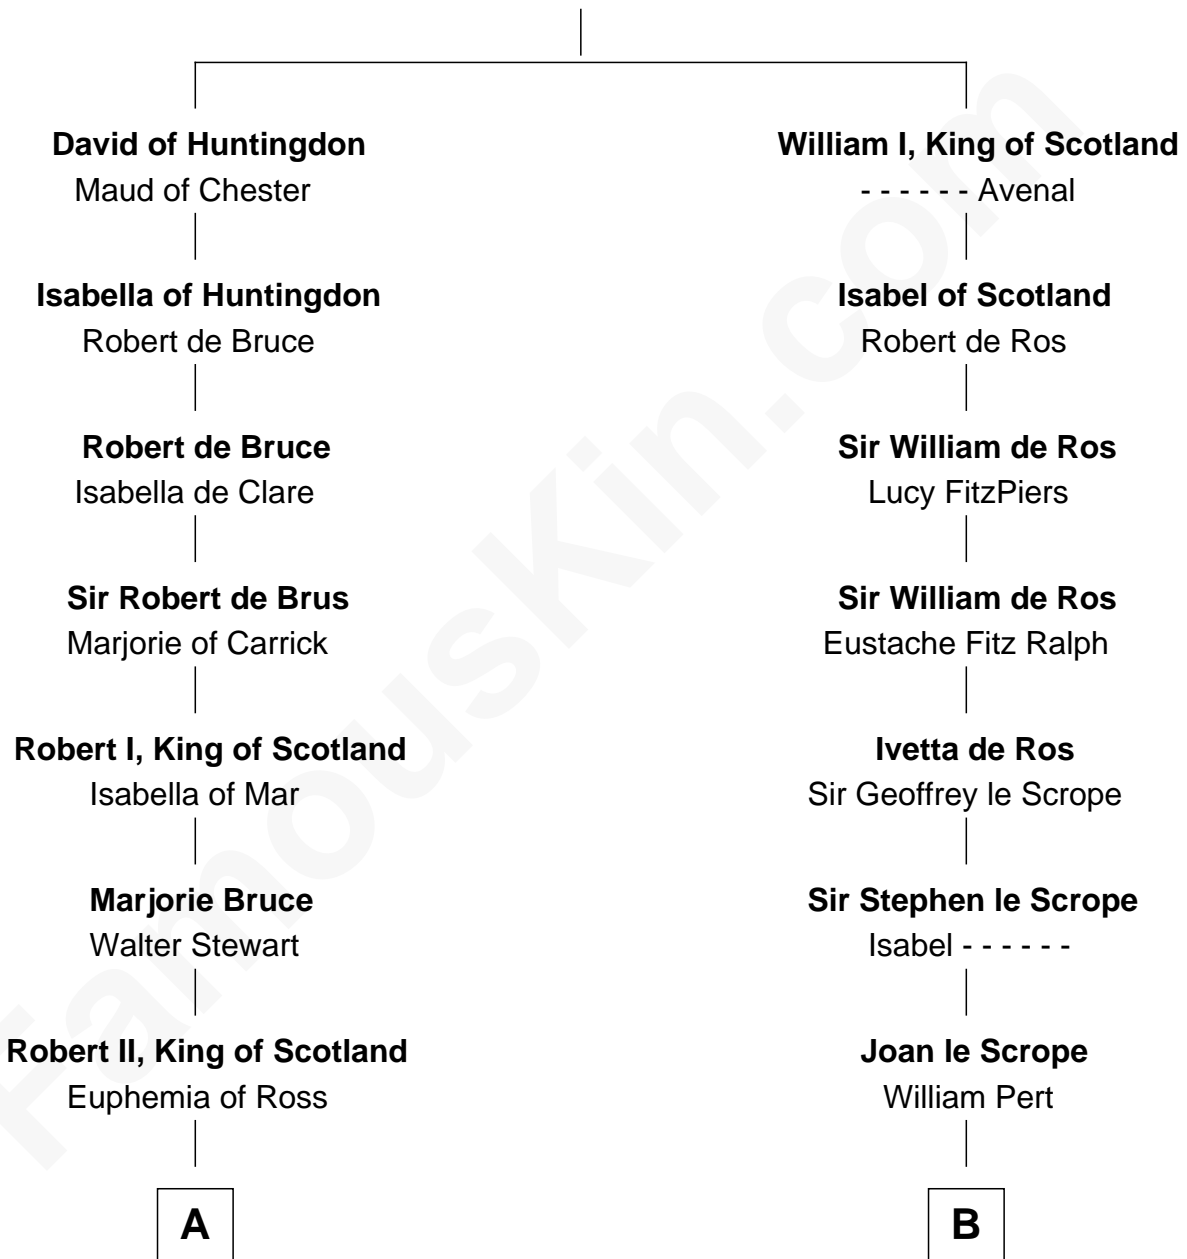 David of Huntingdon
Maud of Chester
Isabella of Huntingdon
Robert de Bruce
Robert de Bruce
Isabella de Clare
Sir Robert de Brus
Marjorie of Carrick
Robert I, King of Scotland
Isabella of Mar
Marjorie Bruce
Walter Stewart
Robert II, King of Scotland
Euphemia of Ross
A
William I, King of Scotland
- - - - - - Avenal
Isabel of Scotland
Robert de Ros
Sir William de Ros
Lucy FitzPiers
Sir William de Ros
Eustache Fitz Ralph
Ivetta de Ros
Sir Geoffrey le Scrope
Sir Stephen le Scrope
Isabel - - - - - -
Joan le Scrope
William Pert
B
FamousKin.com